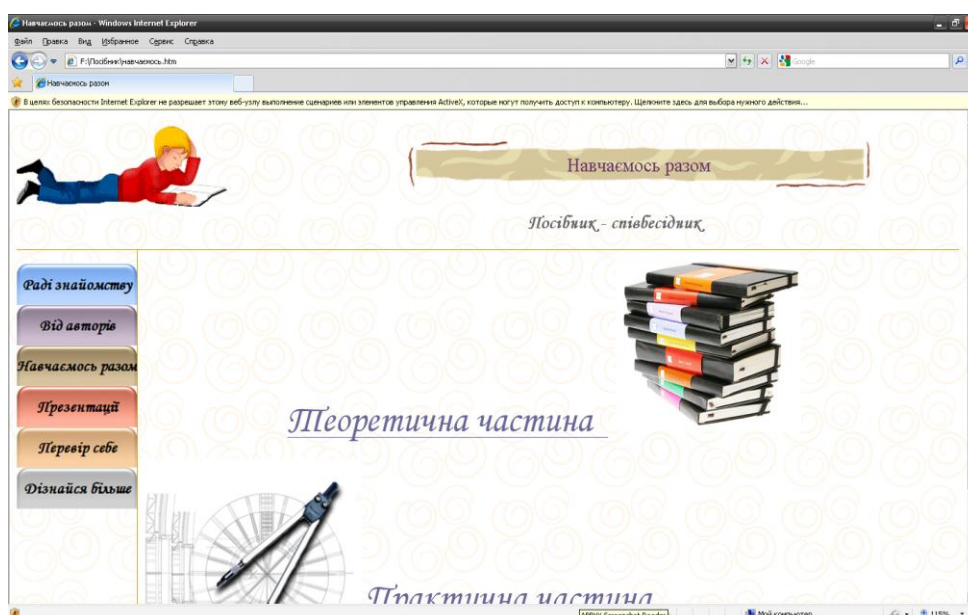 Навчаємось разом - Windows Internet Explorer
Файл Правка Вид Избранное Сервис Справка
F:\Посібник\навчаємось.htm
Google
Навчаємось разом
В целях безопасности Internet Explorer не разрешает этому веб-узлу выполнение сценариев или элементов управления ActiveX, которые могут получить доступ к компьютеру. Щелкните здесь для выбора нужного действия...
Навчаємось разом
Посібник - співбесідник
Раді знайомству
Від авторів
Навчаємось разом
Презентації
Перевір себе
Дізнайся більше
Теоретична частина
Практична частина
ABBYY Screenshot Reader
Мой компьютер
115%